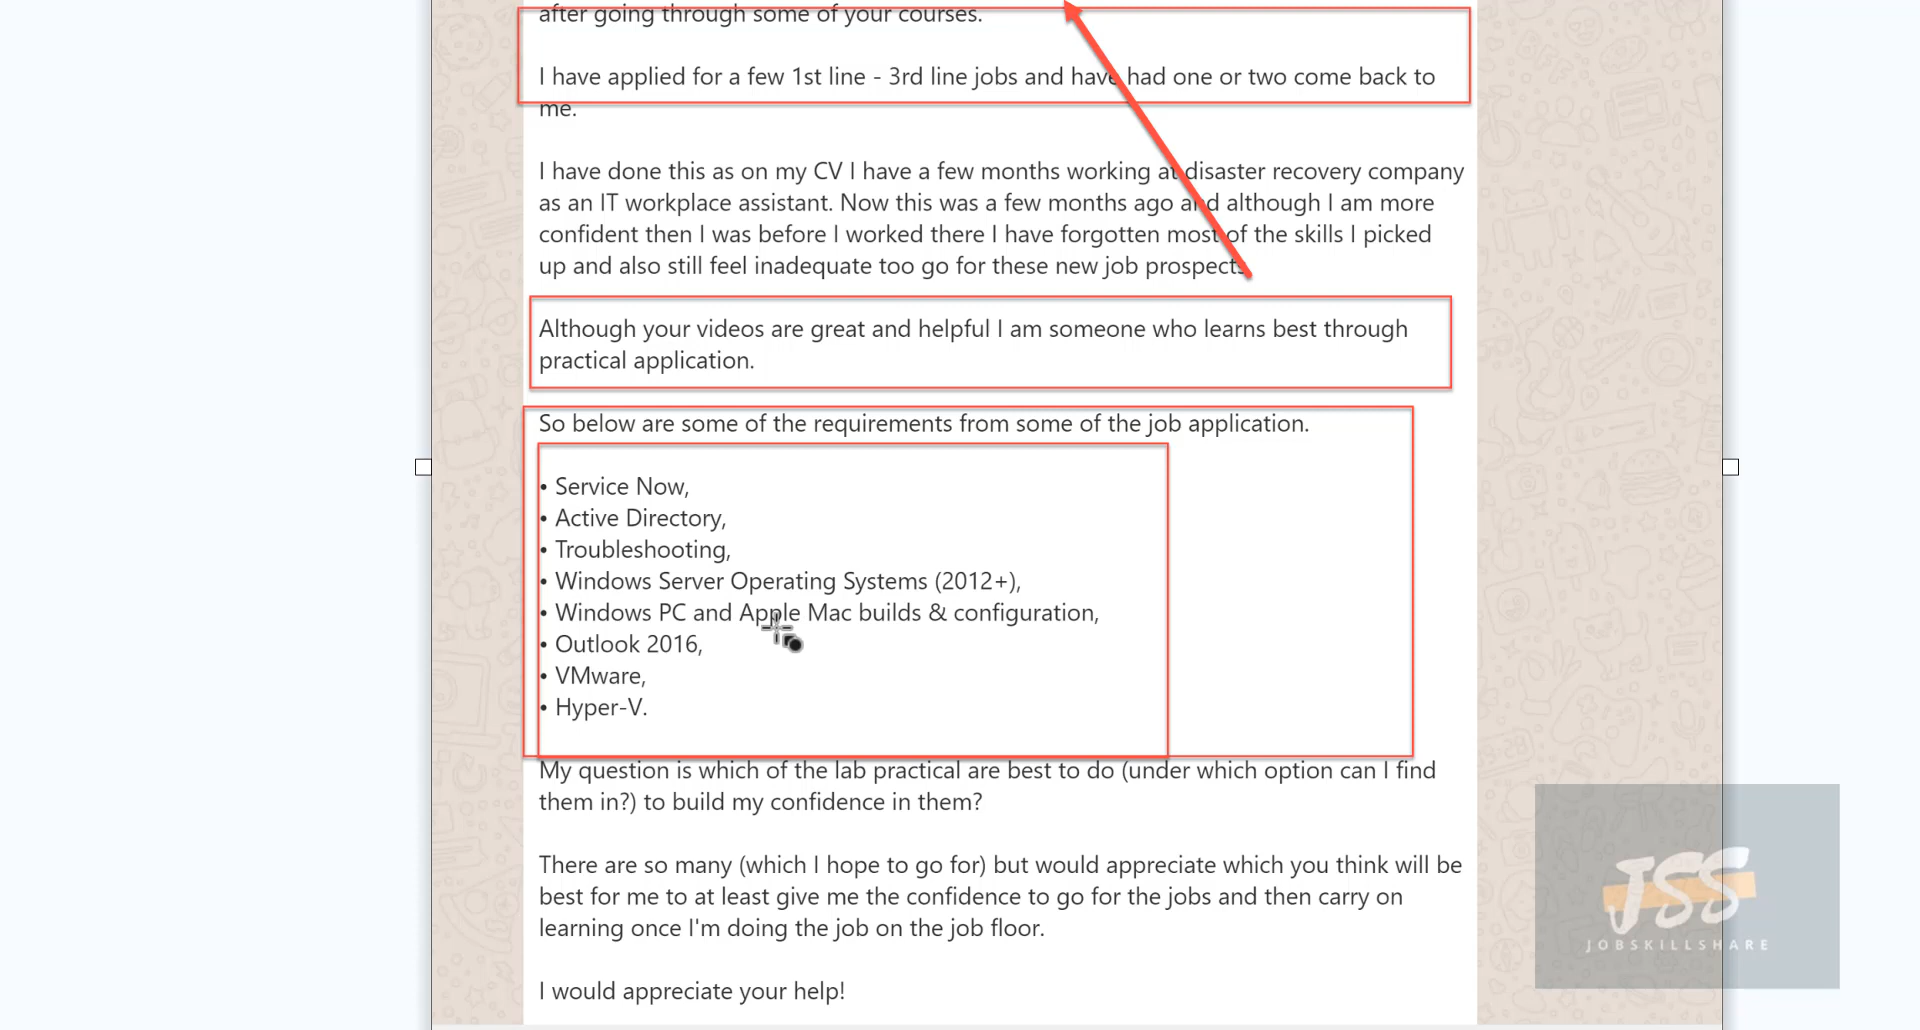 after going through some of your courses.
I have applied for a few 1st line - 3rd line jobs and have had one or two come back to
me.
I have done this as on my CV I have a few months working at disaster recovery company
as an IT workplace assistant. Now this was a few months ago and although I am more
confident then I was before I worked there I have forgotten most of the skills I picked
up and also still feel inadequate too go for these new job prospects.
Although your videos are great and helpful I am someone who learns best through
practical application.
So below are some of the requirements from some of the job application.
• Service Now,
• Active Directory,
• Troubleshooting,
• Windows Server Operating Systems (2012+),
• Windows PC and Apple Mac builds & configuration,
• Outlook 2016,
• VMware,
• Hyper-V.
My question is which of the lab practical are best to do (under which option can I find
them in?) to build my confidence in them?
There are so many (which I hope to go for) but would appreciate which you think will be
best for me to at least give me the confidence to go for the jobs and then carry on
learning once I'm doing the job on the job floor.
I would appreciate your help!
JSS
JOBSKILLSHARE